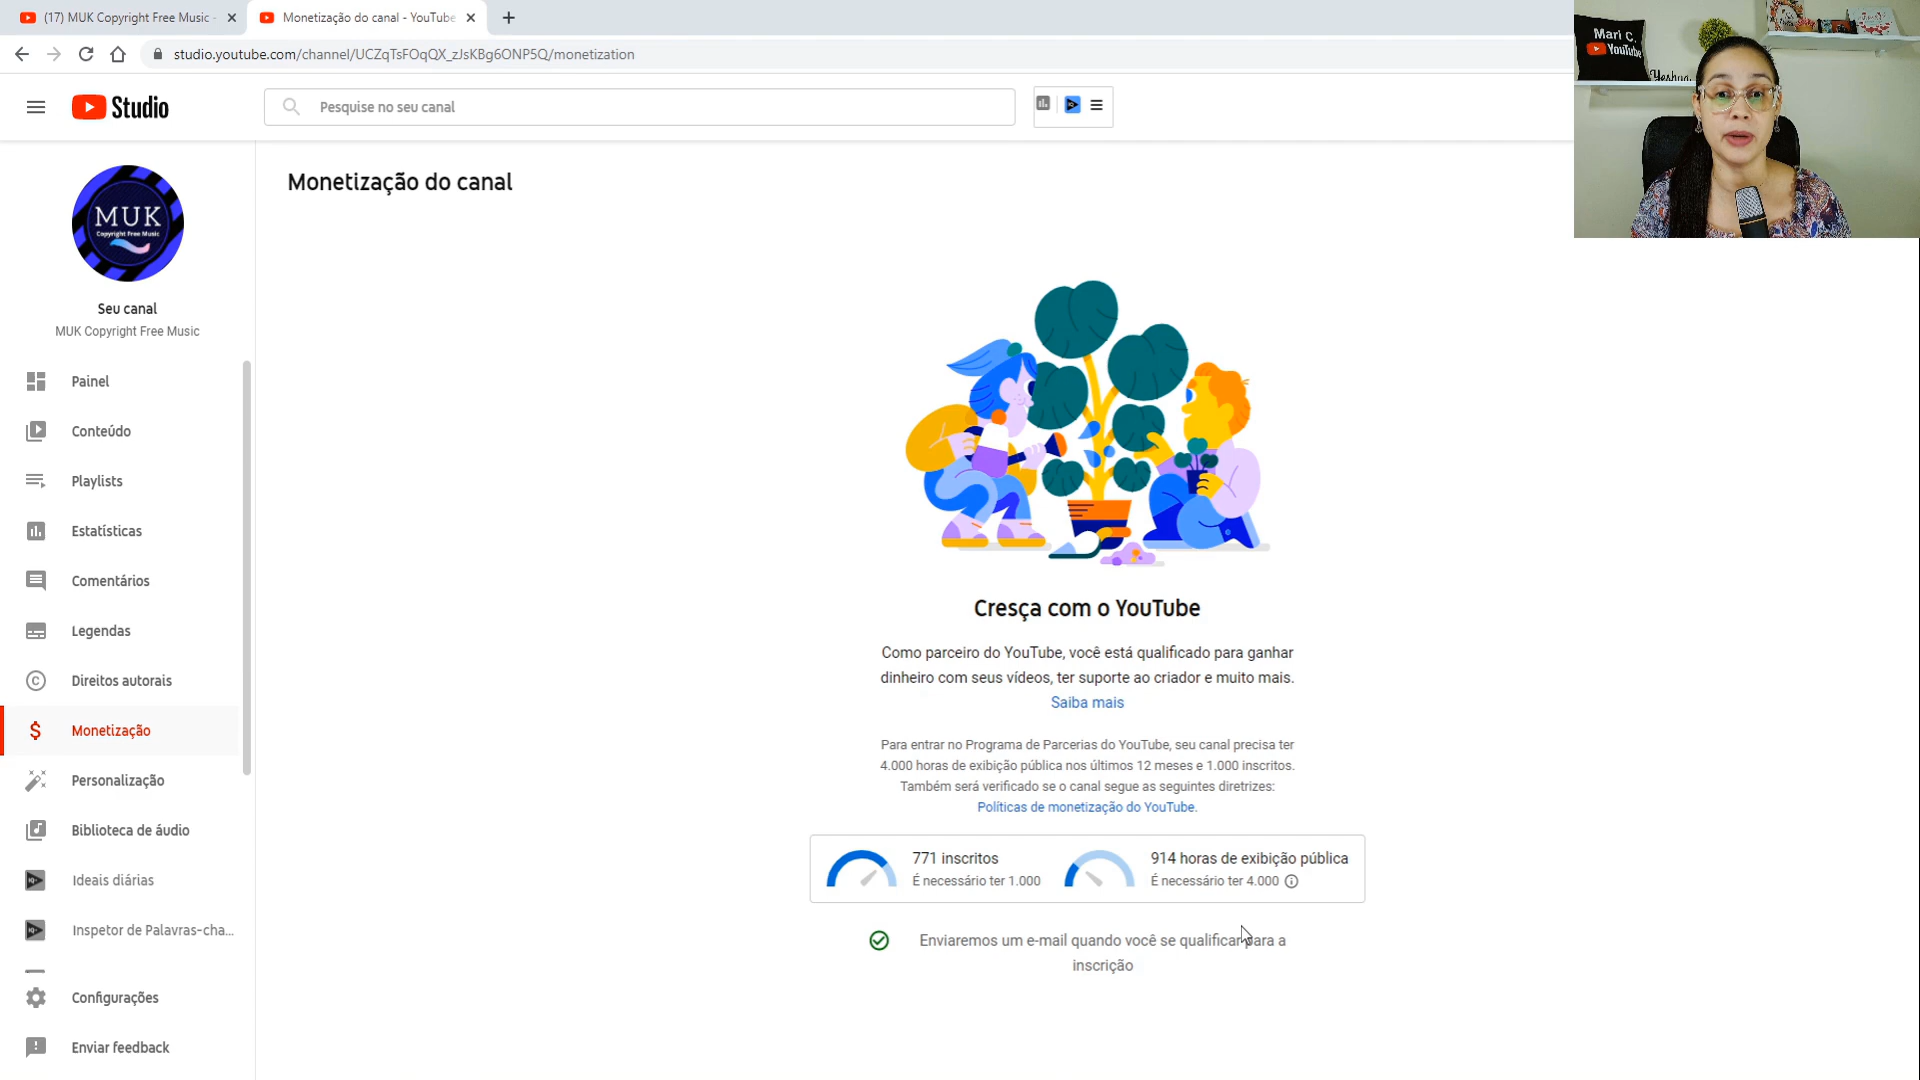 (17) MUK Copyright Free Music -
Monetização do canal - YouTube
studio.youtube.com/channel/UCZqTsFOqQX_zJsKBg6ONP5Q/monetization
Studio
Pesquise no seu canal
Mari C.
YouTube
Yeshua
Monetização do canal
MUK
Copyright Free Music
Seu canal
MUK Copyright Free Music
Painel
Conteúdo
Playlists
Estatísticas
Comentários
Legendas
Direitos autorais
Monetização
Personalização
Biblioteca de áudio
Ideais diárias
Inspetor de Palavras-cha...
Configurações
Enviar feedback
Cresça com o YouTube
Como parceiro do YouTube, você está qualificado para ganhar
dinheiro com seus vídeos, ter suporte ao criador e muito mais.
Saiba mais
Para entrar no Programa de Parcerias do YouTube, seu canal precisa ter
4.000 horas de exibição pública nos últimos 12 meses e 1.000 inscritos.
Também será verificado se o canal segue as seguintes diretrizes:
Políticas de monetização do YouTube.
771 inscritos
É necessário ter 1.000
914 horas de exibição pública
É necessário ter 4.000
Enviaremos um e-mail quando você se qualificar para a
inscrição